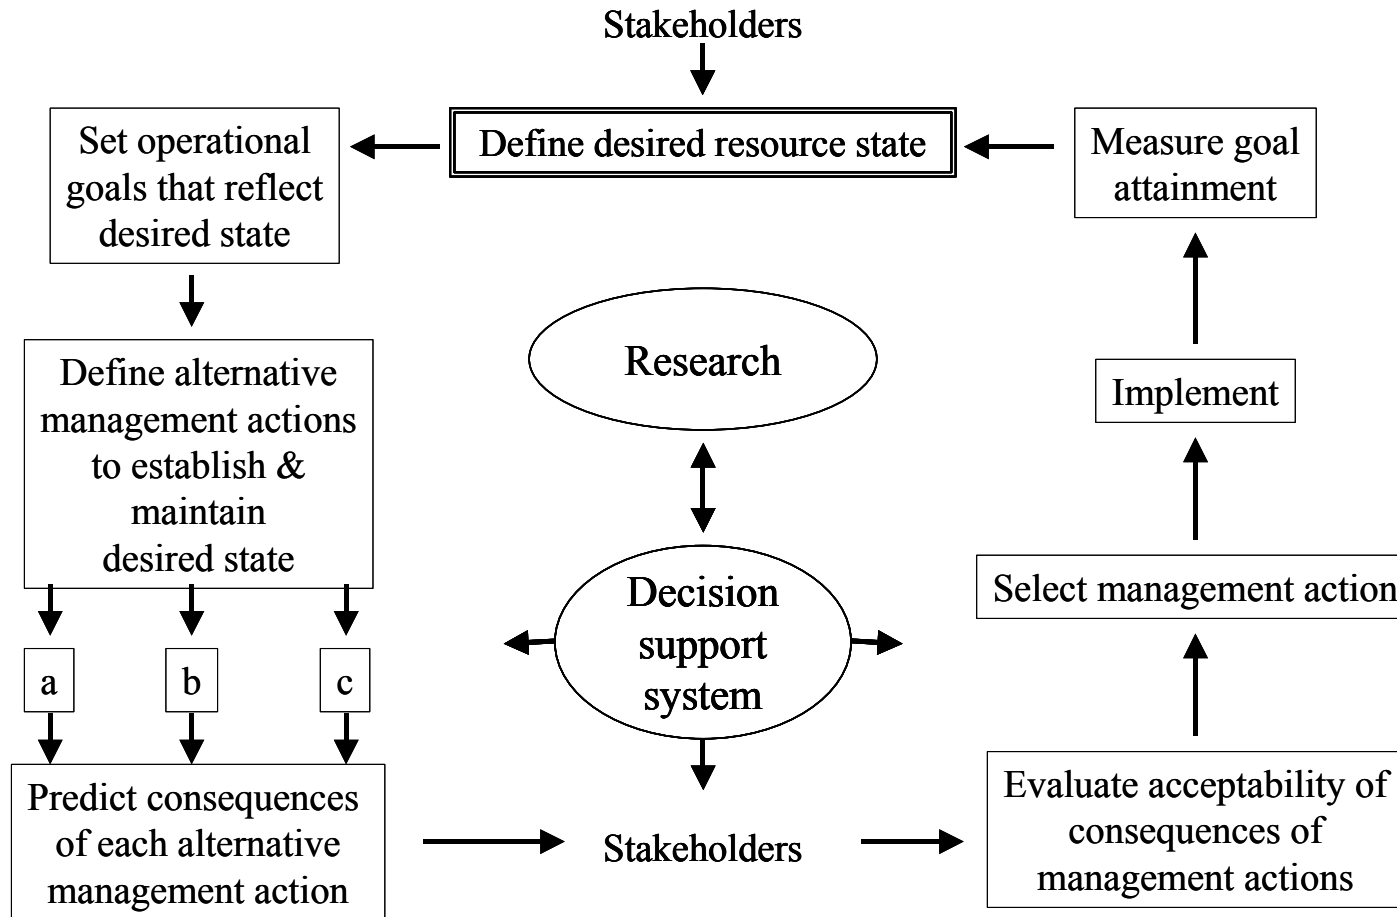 Stakeholders
Define desired resource state
Set operational
goals that reflect
desired state
Measure goal
attainment
Define alternative
management actions
to establish &
maintain
desired state
Research
Implement
Decision
support
system
Select management action
a
b
c
Predict consequences
of each alternative
management action
Stakeholders
Evaluate acceptability of
consequences of
management actions